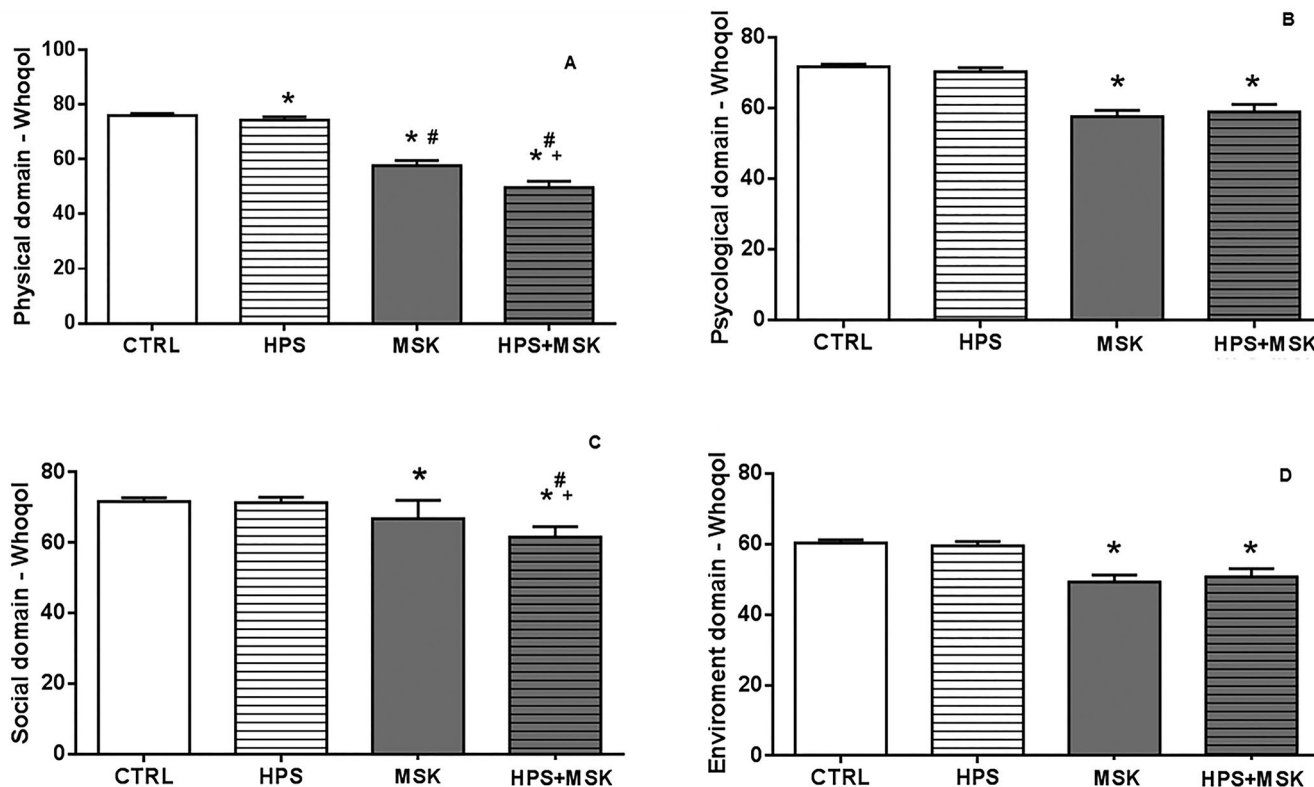 A
Physical domain - Whoqol
100
80
60
40
20
0
*
* #
#
* +
CTRL HPS MSK HPS+MSK
B
Psycological domain - Whoqol
80
60
40
20
0
*
*
CTRL HPS MSK HPS+MSK
C
Social domain - Whoqol
80
60
40
20
0
*
#
* +
CTRL HPS MSK HPS+MSK
D
Enviroment domain - Whoqol
80
60
40
20
0
*
*
CTRL HPS MSK HPS+MSK